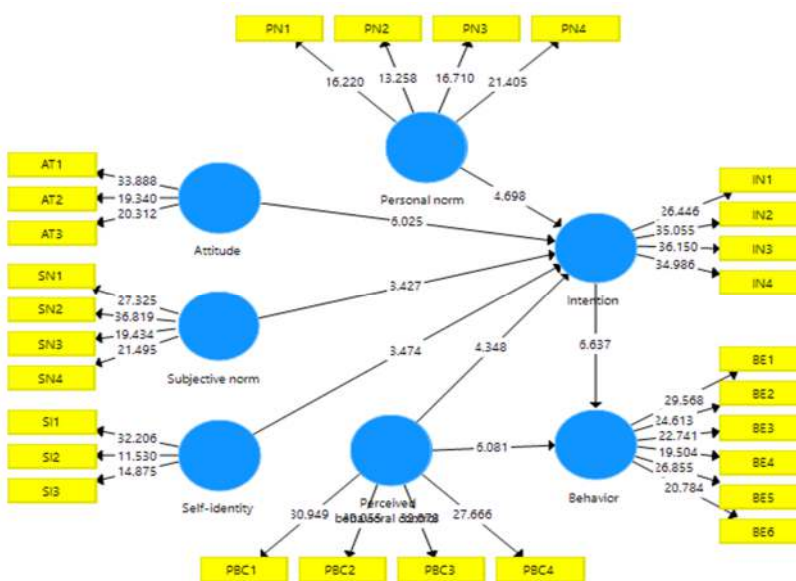 PN1 PN2 PN3 PN4
16.220 13.258 16.710 21.405
Personal norm
4.698
AT1
AT2
AT3
33.888
19.340
20.312
Attitude
6.025
SN1
SN2
SN3
SN4
27.325
36.819
19.434
21.495
Subjective norm
3.427
SI1
SI2
SI3
32.206
11.530
14.875
Self-identity
3.474
Perceived
behavioral control
4.348
6.081
30.949 27.666
PBC1 PBC2 PBC3 PBC4
Intention
6.637
IN1
IN2
IN3
IN4
26.446
35.055
36.150
34.986
Behavior
BE1
BE2
BE3
BE4
BE5
BE6
29.568
24.613
22.741
19.504
26.855
20.784